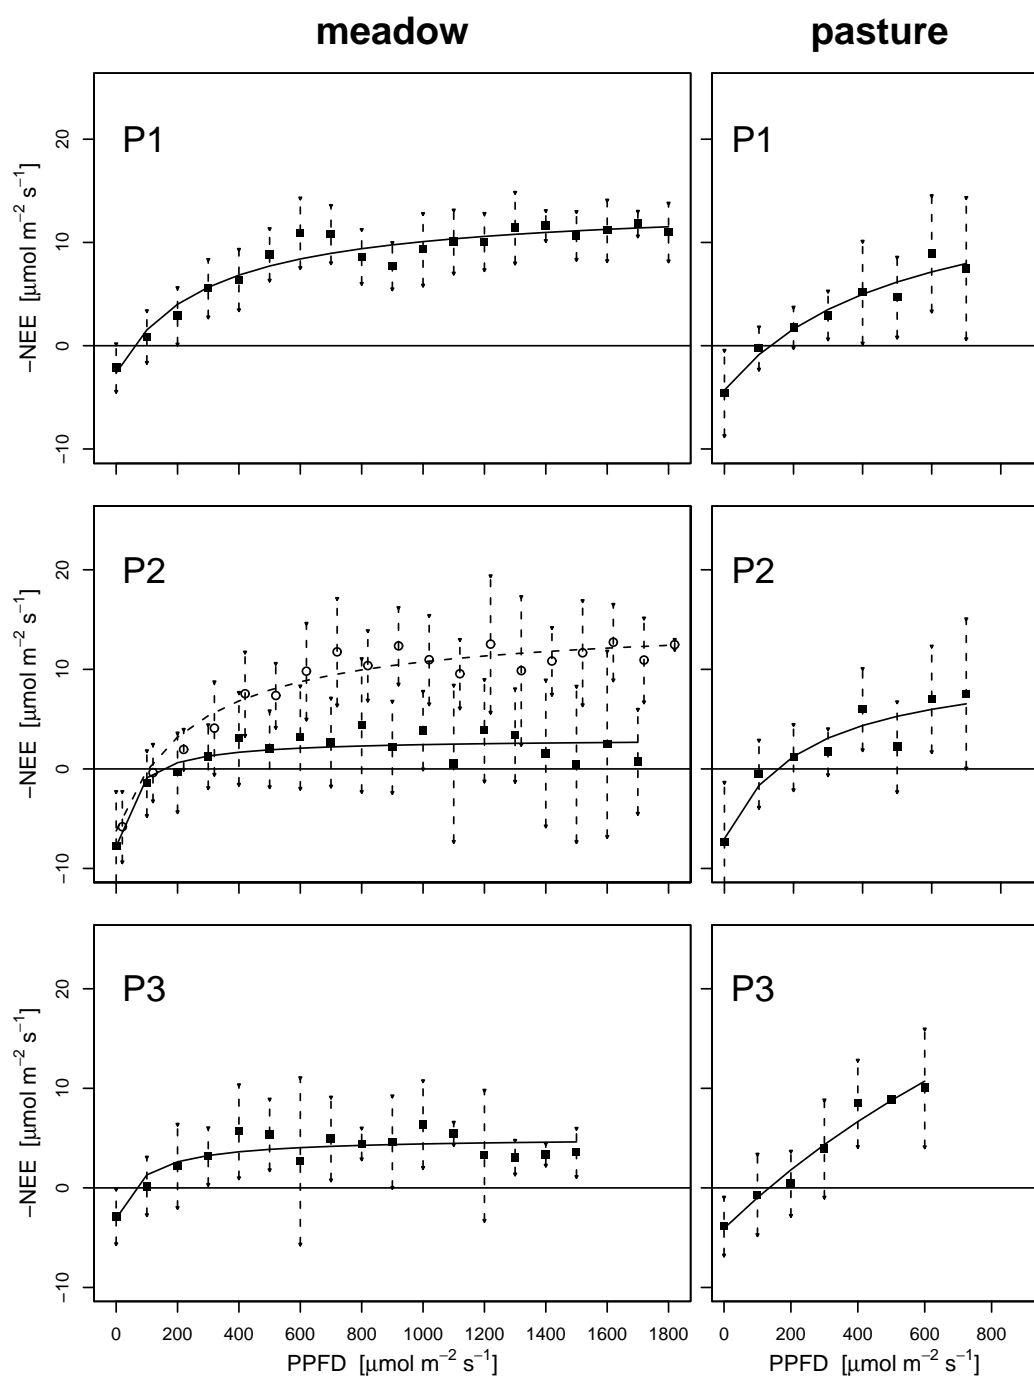 meadow pasture
P1 P1
−NEE [μmol m−2 s−1]
20
10
0
−10
P2 P2
−NEE [μmol m−2 s−1]
20
10
0
−10
P3 P3
−NEE [μmol m−2 s−1]
20
10
0
−10
0 200 400 600 800 1000 1200 1400 1600 1800 0 200 400 600 800
PPFD [μmol m−2 s−1] PPFD [μmol m−2 s−1]